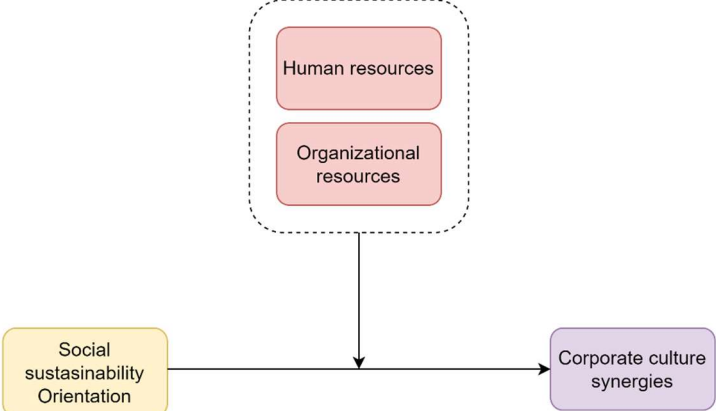 Human resources
Organizational
resources
Social
sustasinability
Orientation
Corporate culture
synergies